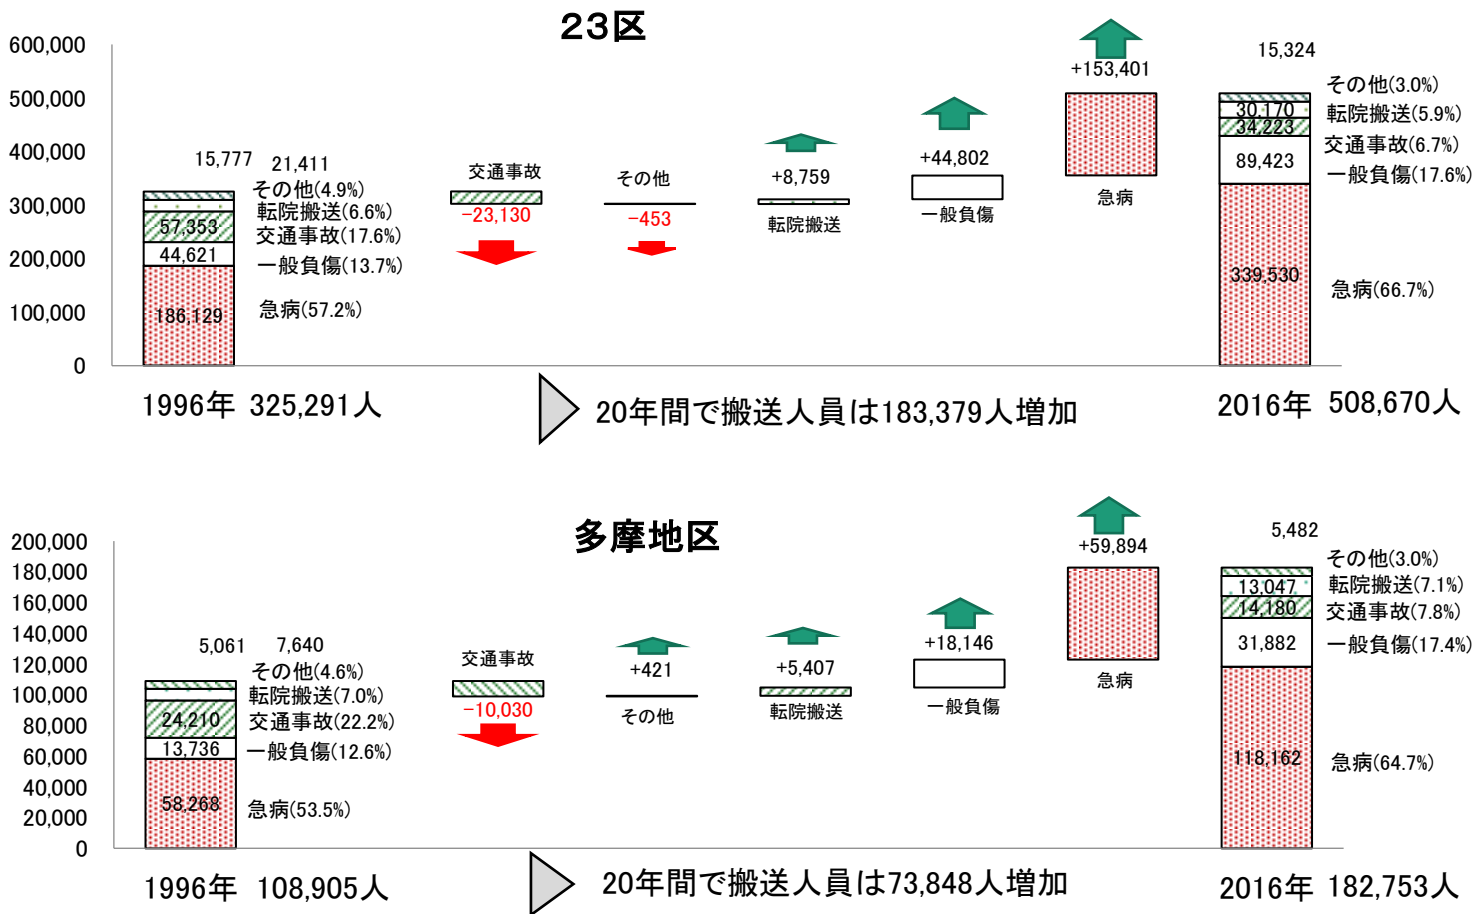 23区
600,000
500,000
400,000
300,000
200,000
100,000
0
15,777
21,411
その他(4.9%)
転院搬送(6.6%)
57,353
交通事故(17.6%)
44,621
一般負傷(13.7%)
186,129
急病(57.2%)
交通事故
-23,130
その他
-453
+8,759
転院搬送
+44,802
一般負傷
+153,401
急病
15,324
その他(3.0%)
30,170
転院搬送(5.9%)
34,223
交通事故(6.7%)
89,423
一般負傷(17.6%)
339,530
急病(66.7%)
1996年 325,291人
20年間で搬送人員は183,379人増加
2016年 508,670人
多摩地区
200,000
180,000
160,000
140,000
120,000
100,000
80,000
60,000
40,000
20,000
0
5,061
7,640
その他(4.6%)
転院搬送(7.0%)
24,210
交通事故(22.2%)
13,736
一般負傷(12.6%)
58,268
急病(53.5%)
交通事故
-10,030
+421
その他
+5,407
転院搬送
+18,146
一般負傷
+59,894
急病
5,482
その他(3.0%)
13,047
転院搬送(7.1%)
14,180
交通事故(7.8%)
31,882
一般負傷(17.4%)
118,162
急病(64.7%)
1996年 108,905人
20年間で搬送人員は73,848人増加
2016年 182,753人